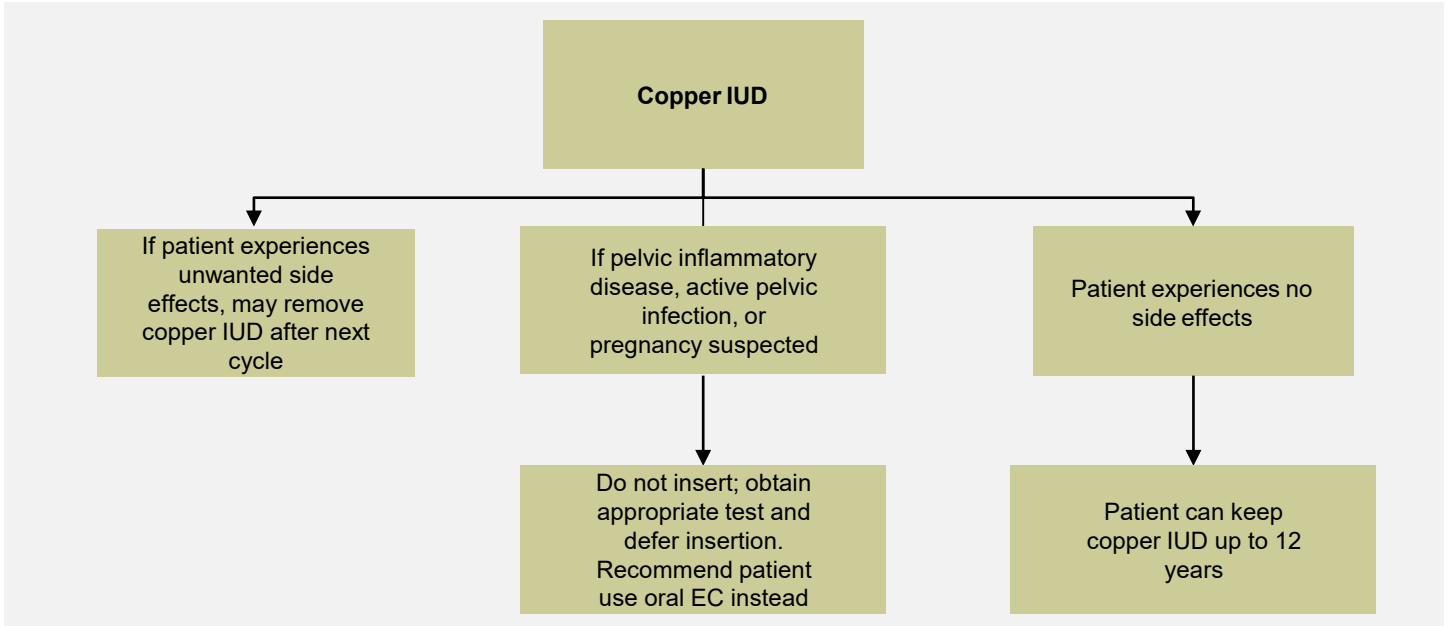 Copper IUD
If patient experiences
unwanted side
effects, may remove
copper IUD after next
cycle
If pelvic inflammatory
disease, active pelvic
infection, or
pregnancy suspected
Patient experiences no
side effects
Do not insert; obtain
appropriate test and
defer insertion.
Recommend patient
use oral EC instead
Patient can keep
copper IUD up to 12
years